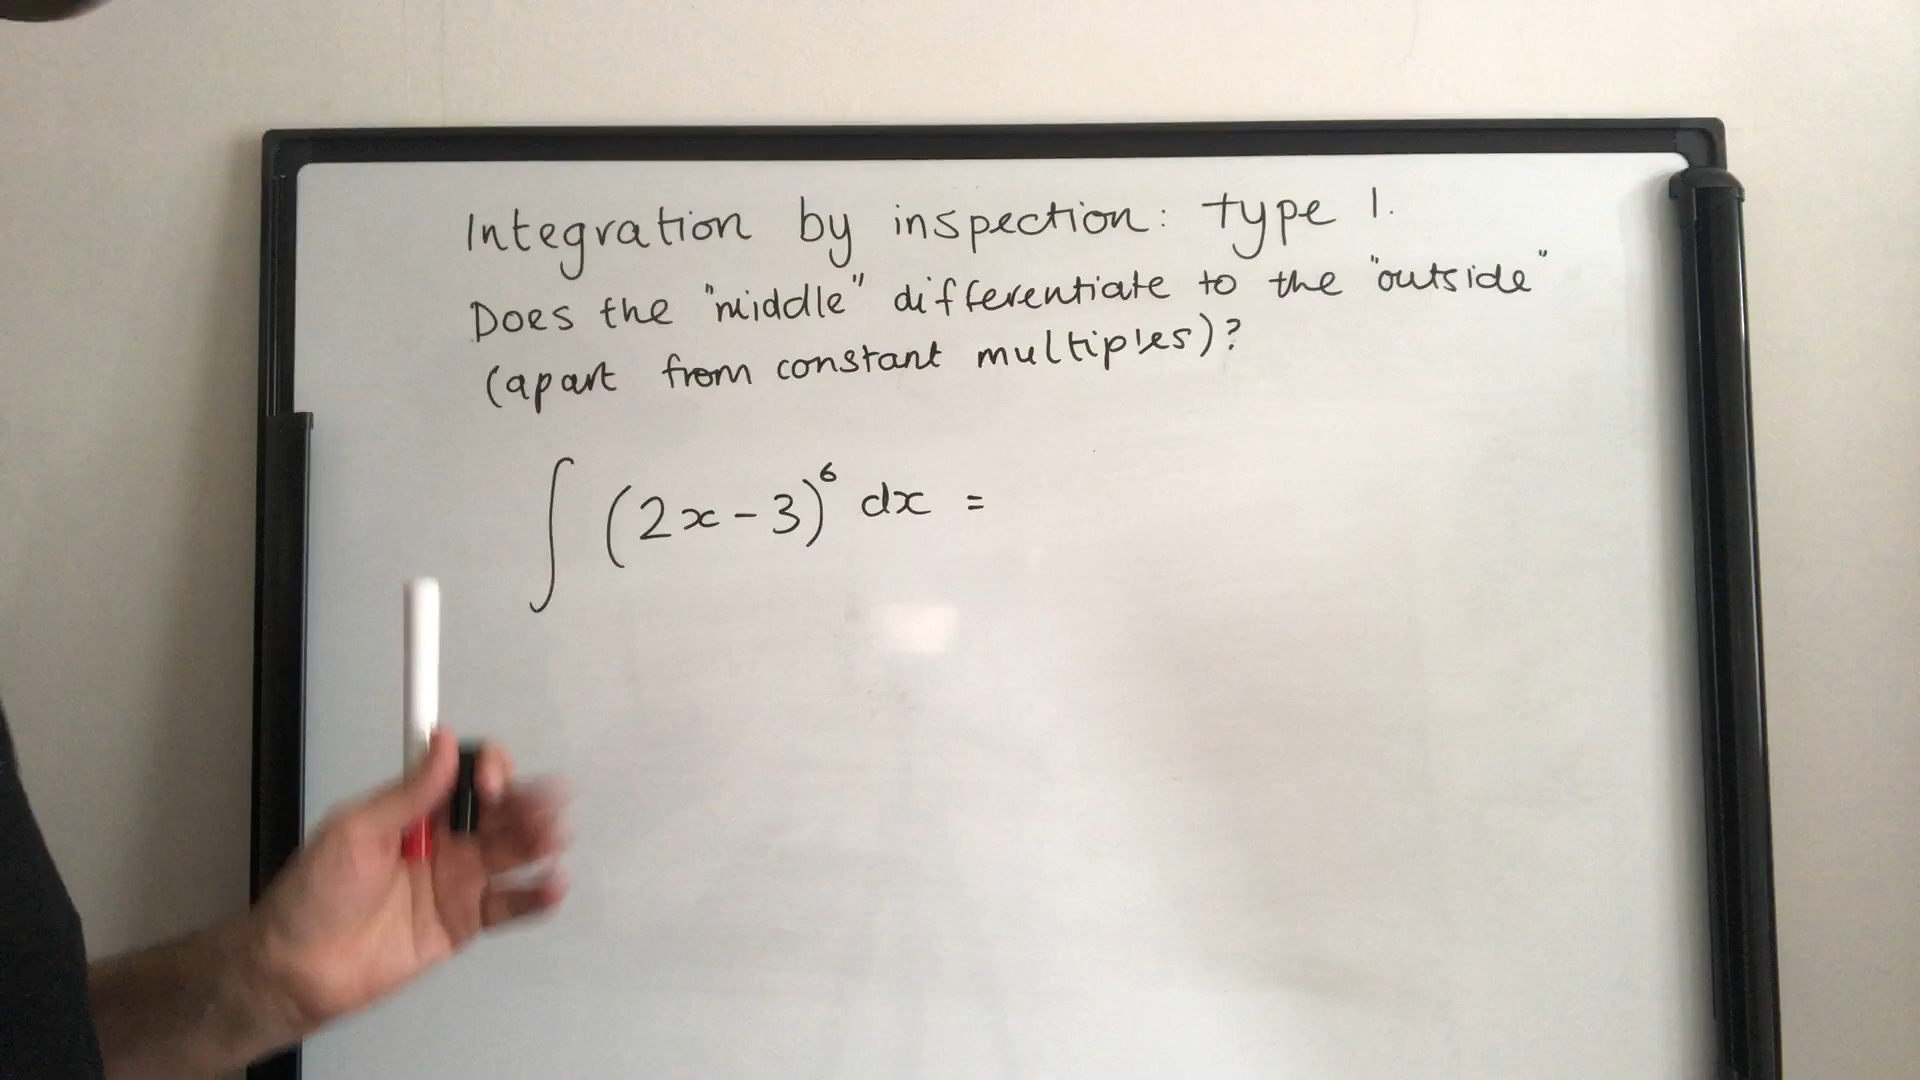 Integration by inspection: type 1.
Does the "middle" differentiate to the "outside"
(apart from constant multiples)?
∫ (2x - 3)⁶ dx =